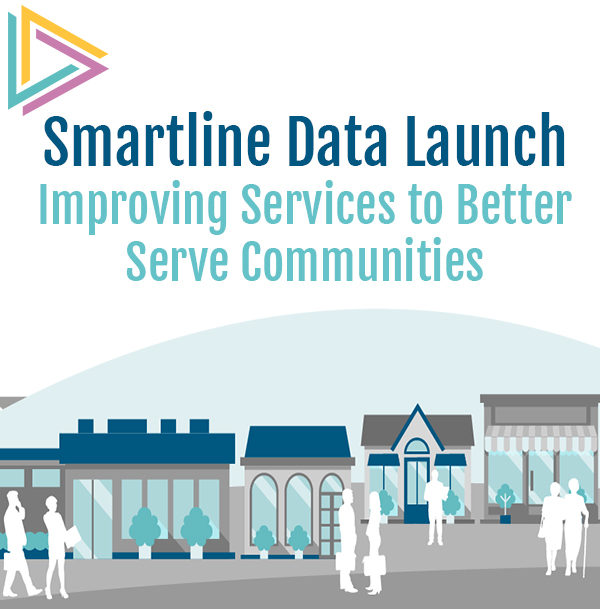 Smartline Data Launch
Improving Services to Better
Serve Communities